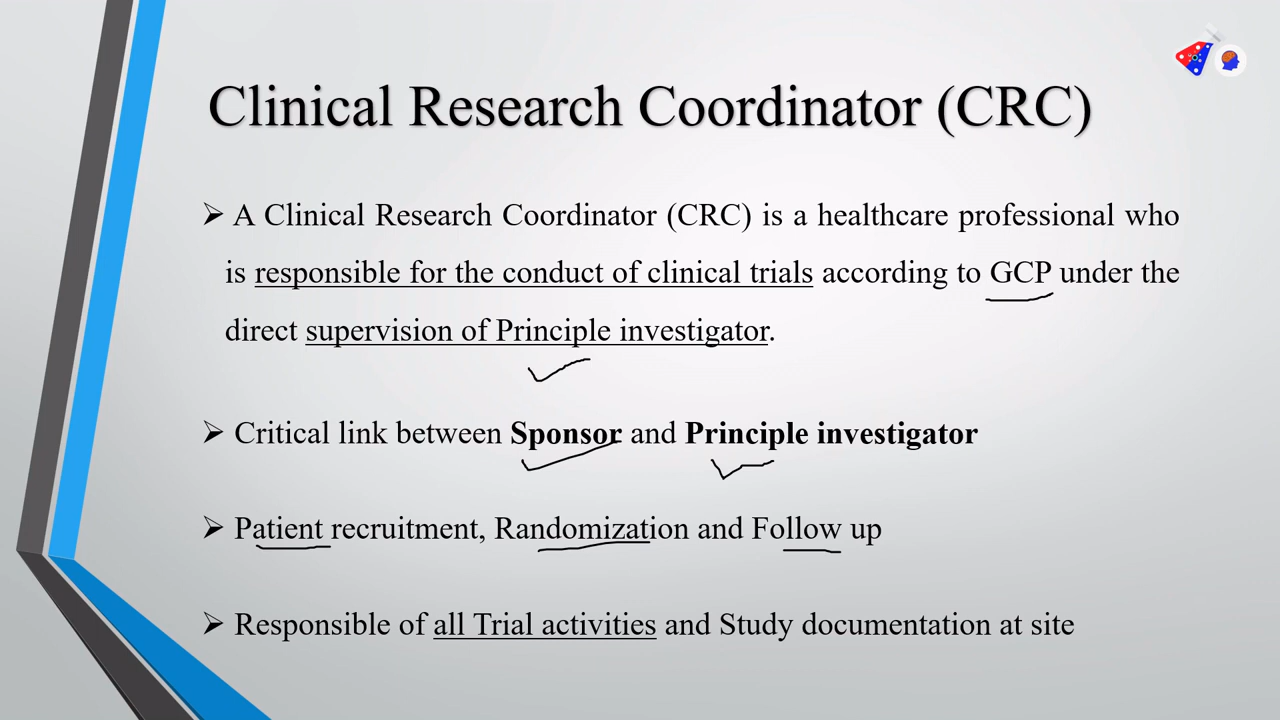 Clinical Research Coordinator (CRC)
➢ A Clinical Research Coordinator (CRC) is a healthcare professional who
is responsible for the conduct of clinical trials according to GCP under the
direct supervision of Principle investigator.
➢ Critical link between Sponsor and Principle investigator
➢ Patient recruitment, Randomization and Follow up
➢ Responsible of all Trial activities and Study documentation at site